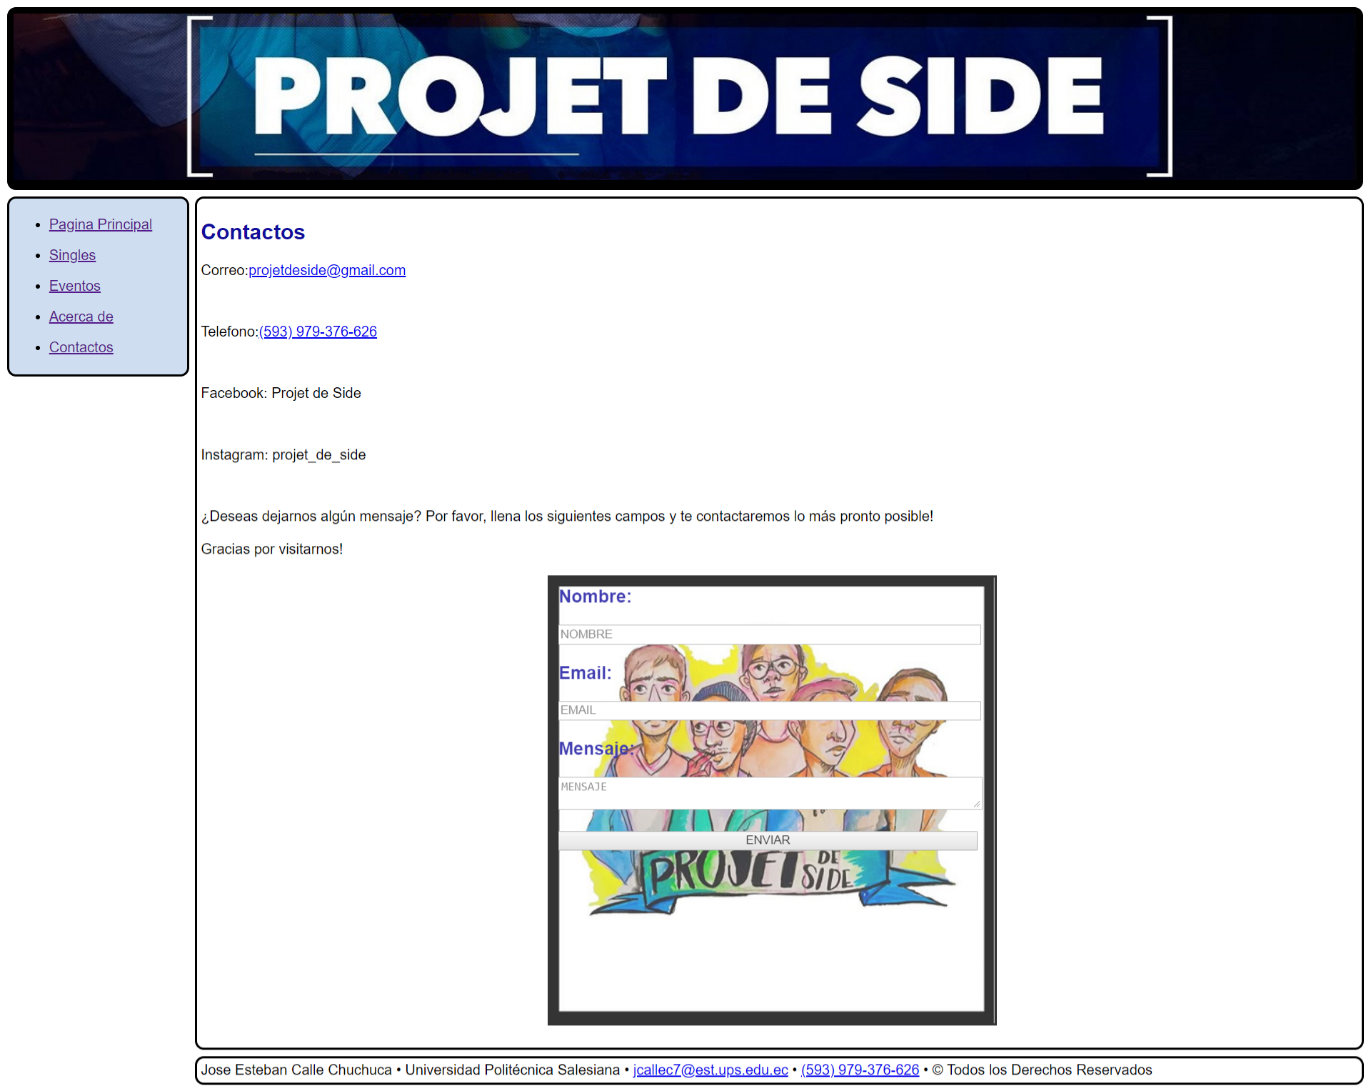 PROJET DE SIDE
Pagina Principal
Singles
Eventos
Acerca de
Contactos
Contactos
Correo:projetdeside@gmail.com
Telefono:(593) 979-376-626
Facebook: Projet de Side
Instagram: projet_de_side
¿Deseas dejarnos algún mensaje? Por favor, llena los siguientes campos y te contactaremos lo más pronto posible!
Gracias por visitarnos!
Nombre:
NOMBRE
Email:
EMAIL
Mensaje:
MENSAJE
ENVIAR
PROJET DE SIDE
Jose Esteban Calle Chuchuca • Universidad Politécnica Salesiana • jcallec7@est.ups.edu.ec • (593) 979-376-626 • © Todos los Derechos Reservados